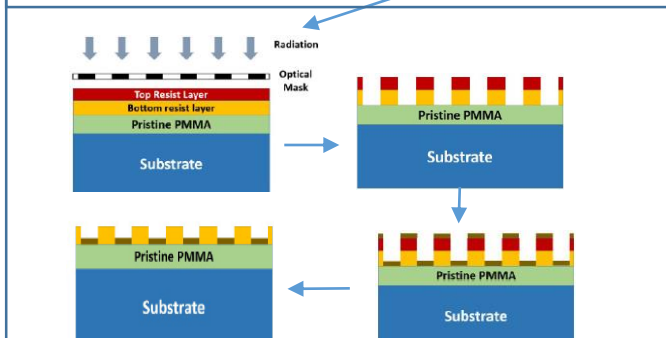 Radiation
Optical
Mask
Top Resist Layer
Bottom resist layer
Pristine PMMA
Substrate
Pristine PMMA
Substrate
Pristine PMMA
Substrate
Pristine PMMA
Substrate